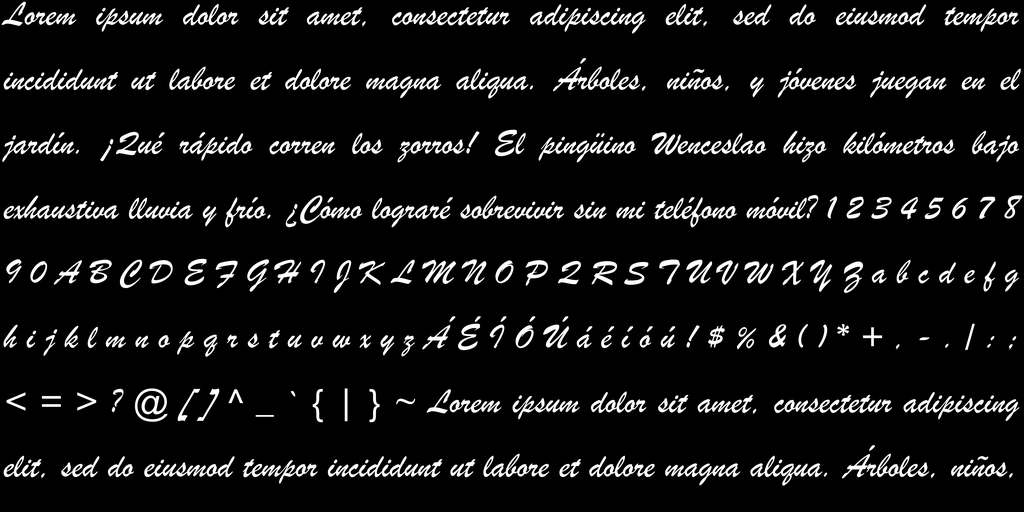 Lorem ipsum dolor sit amet, consectetur adipiscing elit, sed do eiusmod tempor
incididunt ut labore et dolore magna aliqua. Árboles, niños, y jóvenes juegan en el
jardín. ¡Qué rápido corren los zorros! El pingüino Wenceslao hizo kilómetros bajo
exhaustiva lluvia y frío. ¿Cómo lograré sobrevivir sin mi teléfono móvil? 1 2 3 4 5 6 7 8
9 0 A B C D E F G H I J K L M N O P Q R S T U V W X Y Z a b c d e f g
h i j k l m n o p q r s t u v w x y z Á É Í Ó Ú á é í ó ú ! $ % & ( ) * + , - . / : ;
< = > ? @ [ ] ^ _ ` { | } ~ Lorem ipsum dolor sit amet, consectetur adipiscing
elit, sed do eiusmod tempor incididunt ut labore et dolore magna aliqua. Árboles, niños,